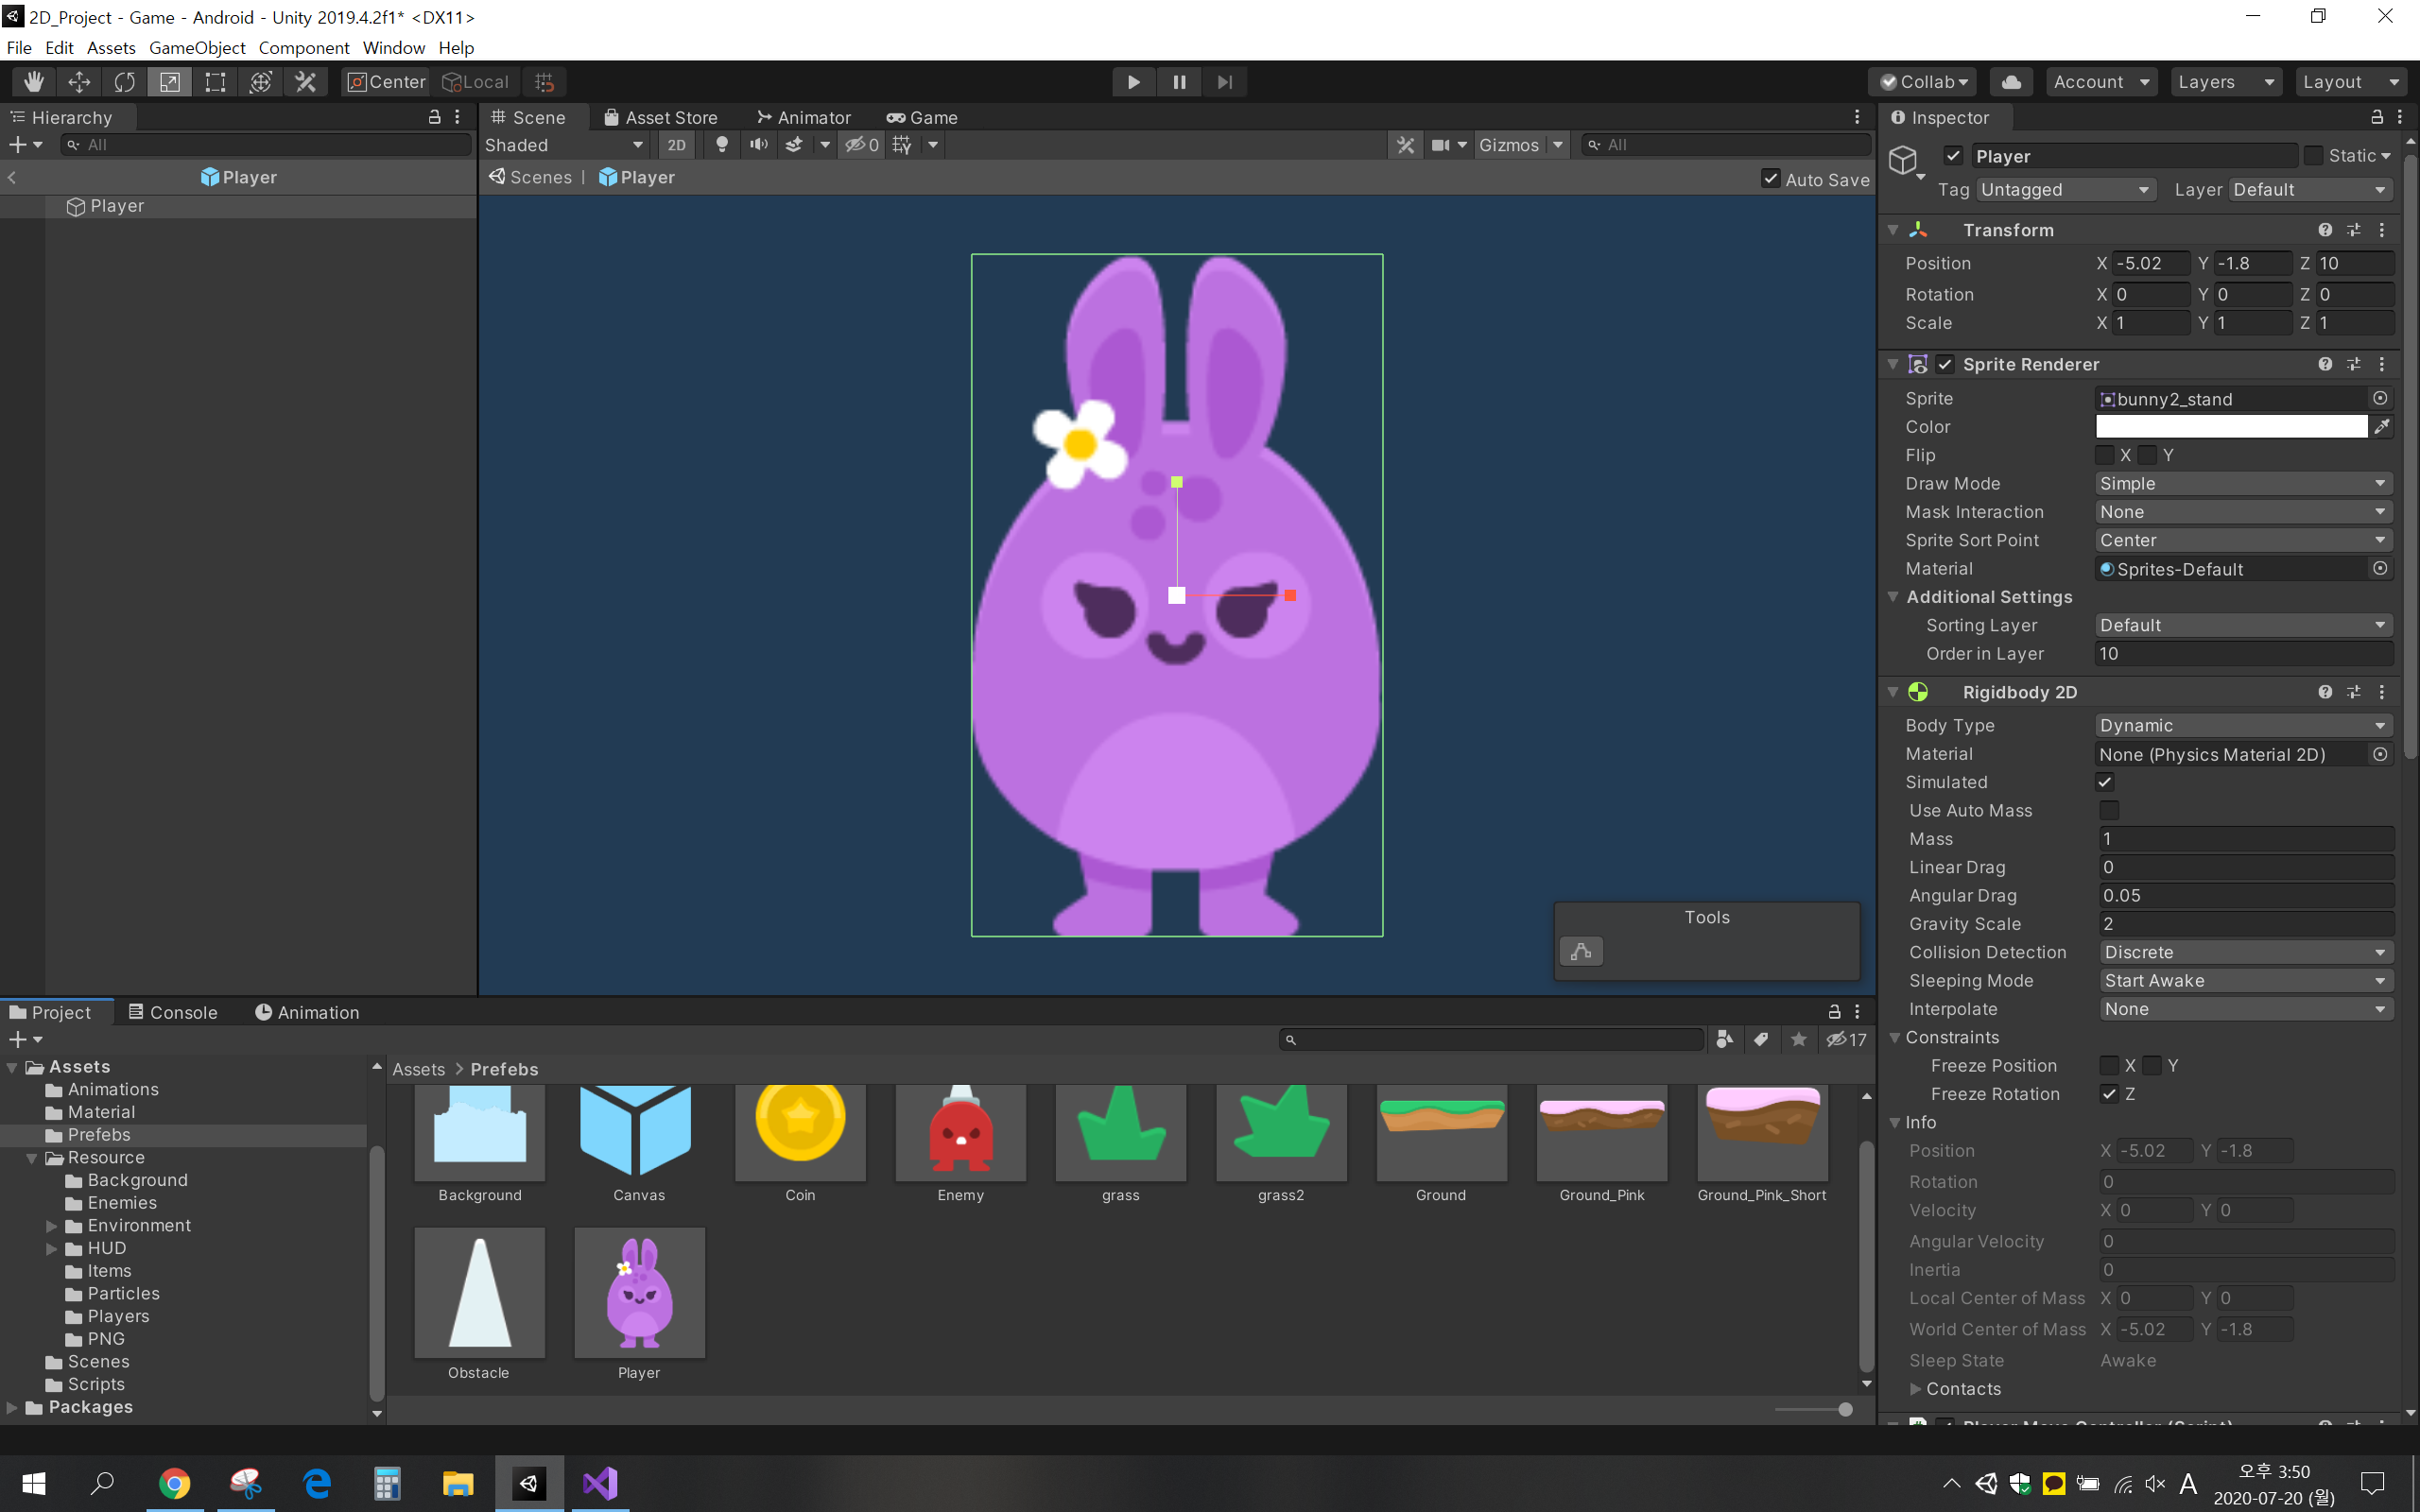 2D_Project - Game - Android - Unity 2019.4.2f1* <DX11>
File Edit Assets GameObject Component Window Help
Center Local Collab Account Layers Layout
Hierarchy
All
Player
Player
Scene Asset Store Animator Game
Shaded 2D 0 Gizmos All
Scenes | Player Auto Save
Tools
Inspector
Player Static
Tag Untagged Layer Default
Transform
Position X -5.02 Y -1.8 Z 10
Rotation X 0 Y 0 Z 0
Scale X 1 Y 1 Z 1
Sprite Renderer
Sprite bunny2_stand
Color
Flip X Y
Draw Mode Simple
Mask Interaction None
Sprite Sort Point Center
Material Sprites-Default
Additional Settings
Sorting Layer Default
Order in Layer 10
Rigidbody 2D
Body Type Dynamic
Material None (Physics Material 2D)
Simulated
Use Auto Mass
Mass 1
Linear Drag 0
Angular Drag 0.05
Gravity Scale 2
Collision Detection Discrete
Sleeping Mode Start Awake
Interpolate None
Constraints
Freeze Position X Y
Freeze Rotation Z
Info
Position X -5.02 Y -1.8
Rotation 0
Velocity X 0 Y 0
Angular Velocity 0
Inertia 0
Local Center of Mass X 0 Y 0
World Center of Mass X -5.02 Y -1.8
Sleep State Awake
Contacts
Player Move Controller (Script)
Project Console Animation
17
Assets
Animations
Material
Prefebs
Resource
Background
Enemies
Environment
HUD
Items
Particles
Players
PNG
Scenes
Scripts
Packages
Assets > Prefebs
Background Canvas Coin Enemy grass grass2 Ground Ground_Pink Ground_Pink_Short
Obstacle Player
A
오후 3:50
2020-07-20 (월)